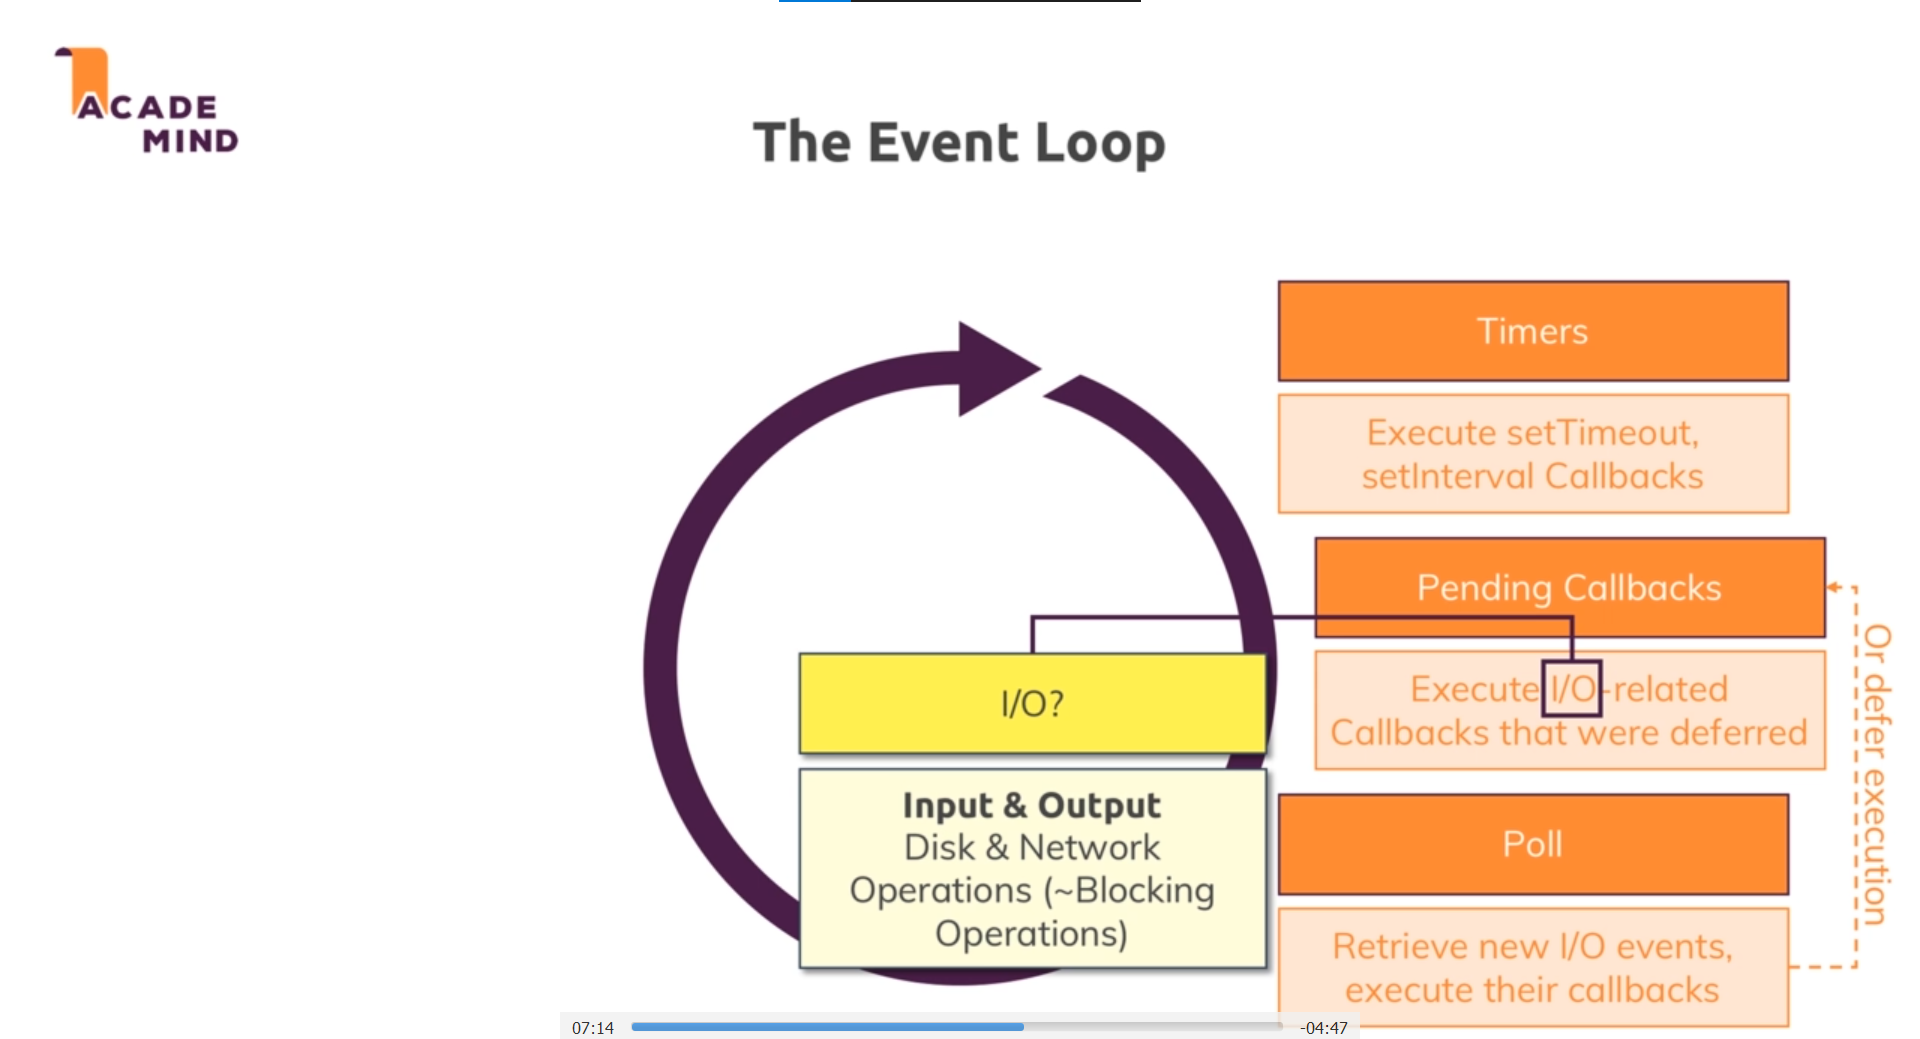 ACADE
MIND
The Event Loop
Timers
Execute setTimeout,
setInterval Callbacks
Pending Callbacks
Execute I/O-related
Callbacks that were deferred
Or defer execution
I/O?
Input & Output
Disk & Network
Operations (~Blocking
Operations)
Poll
Retrieve new I/O events,
execute their callbacks
07:14
-04:47